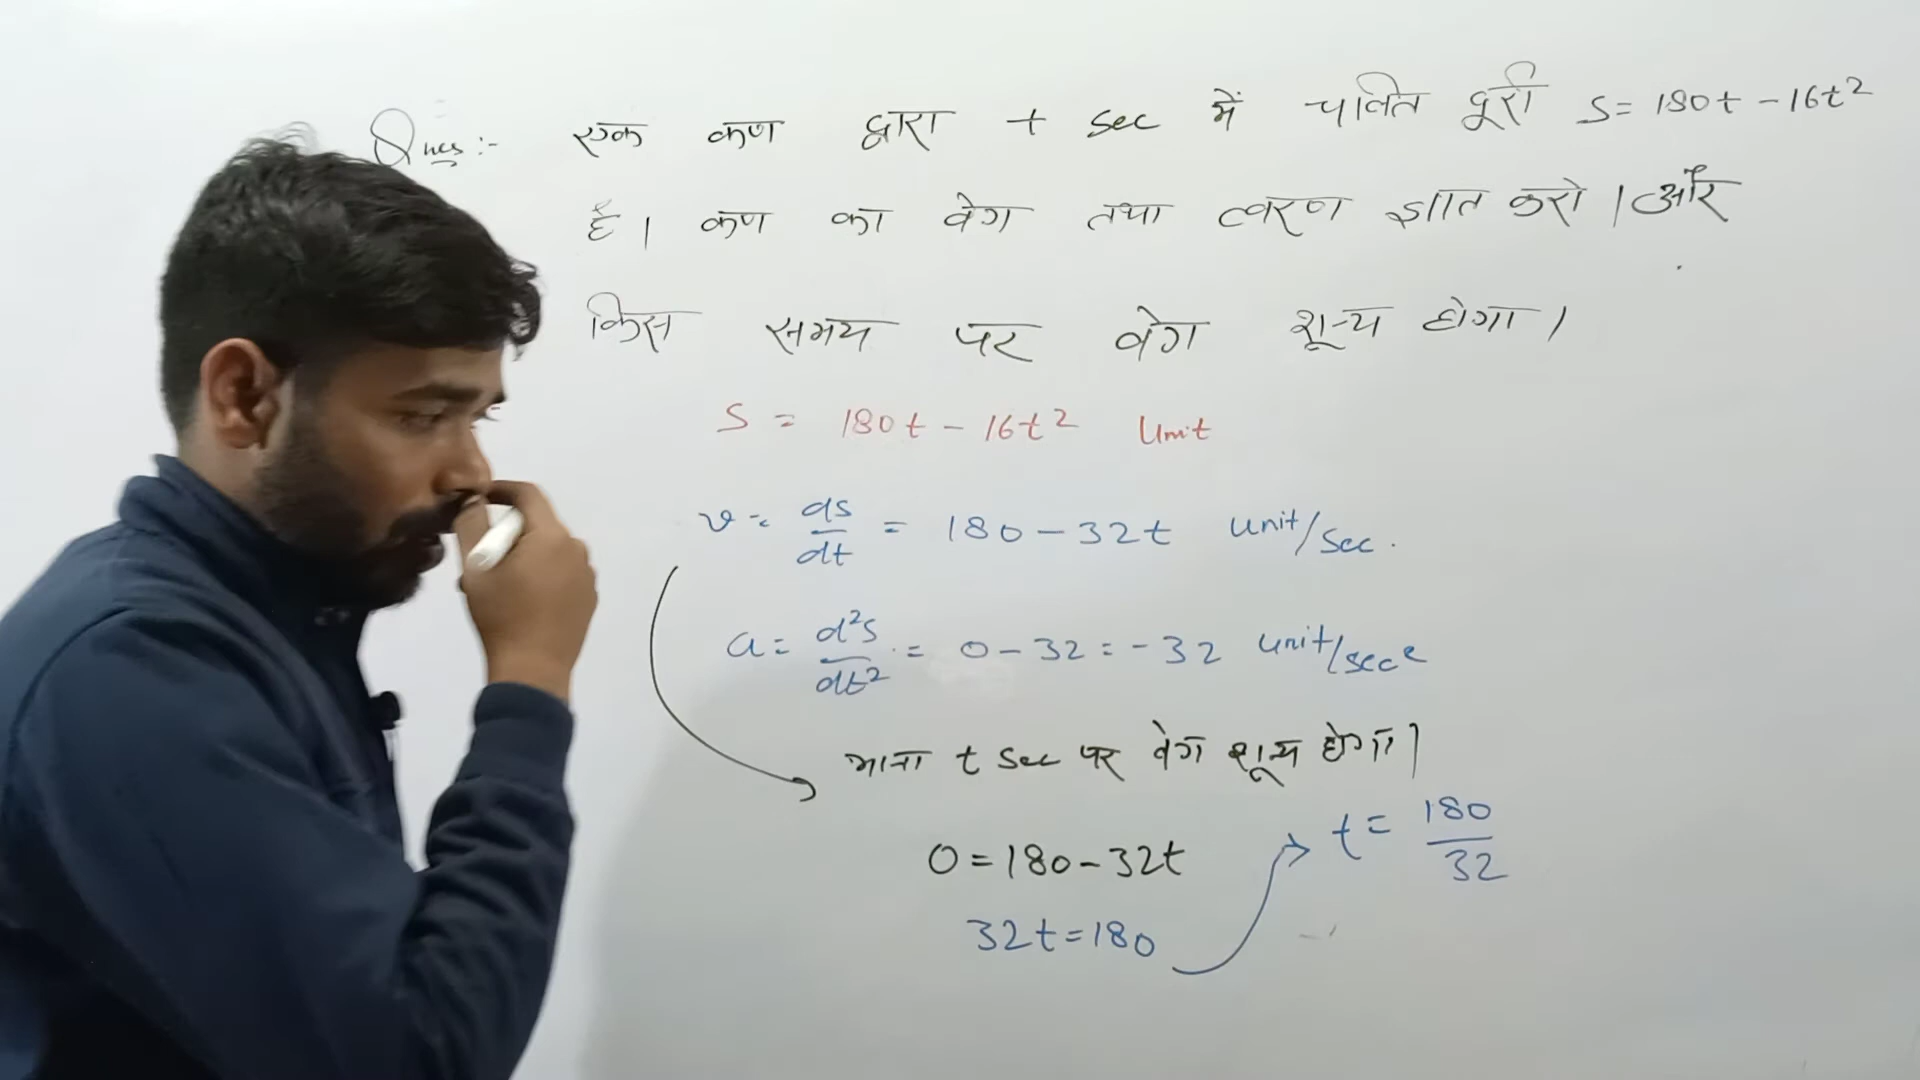 Ques :- एक कण द्वारा t sec में चलित दूरी S = 180t - 16t²
है। कण का वेग तथा त्वरण ज्ञात करो। और
किस समय पर वेग शून्य होगा।
S = 180t - 16t² Unit
v = ds/dt = 180 - 32t unit/sec.
a = d²s/dt² = 0 - 32 = -32 unit/sec²
माना t sec पर वेग शून्य होगा।
0 = 180 - 32t
32t = 180
t = 180/32